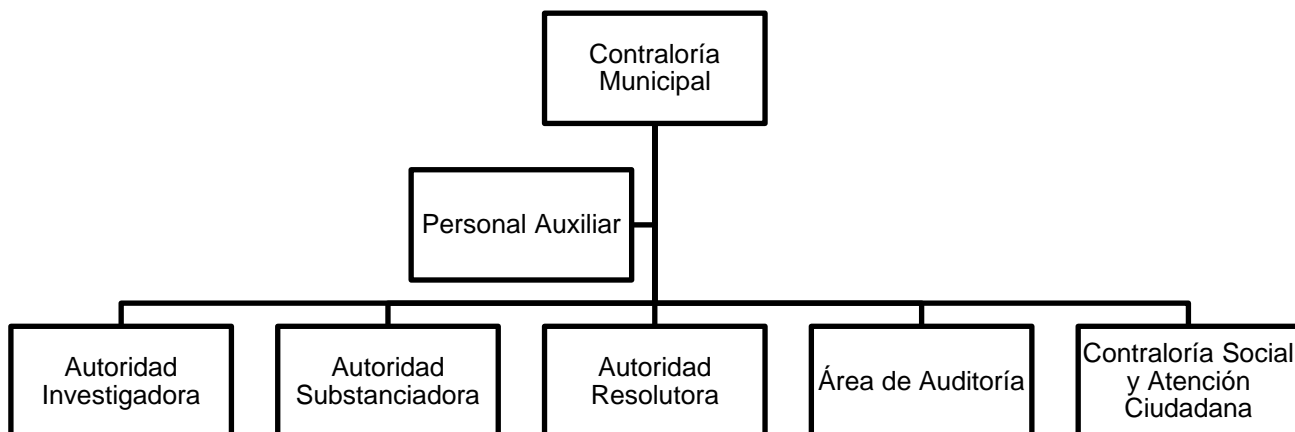 Contraloría
Municipal
Personal Auxiliar
Autoridad
Investigadora
Autoridad
Substanciadora
Autoridad
Resolutora
Área de Auditoría
Contraloría Social
y Atención
Ciudadana